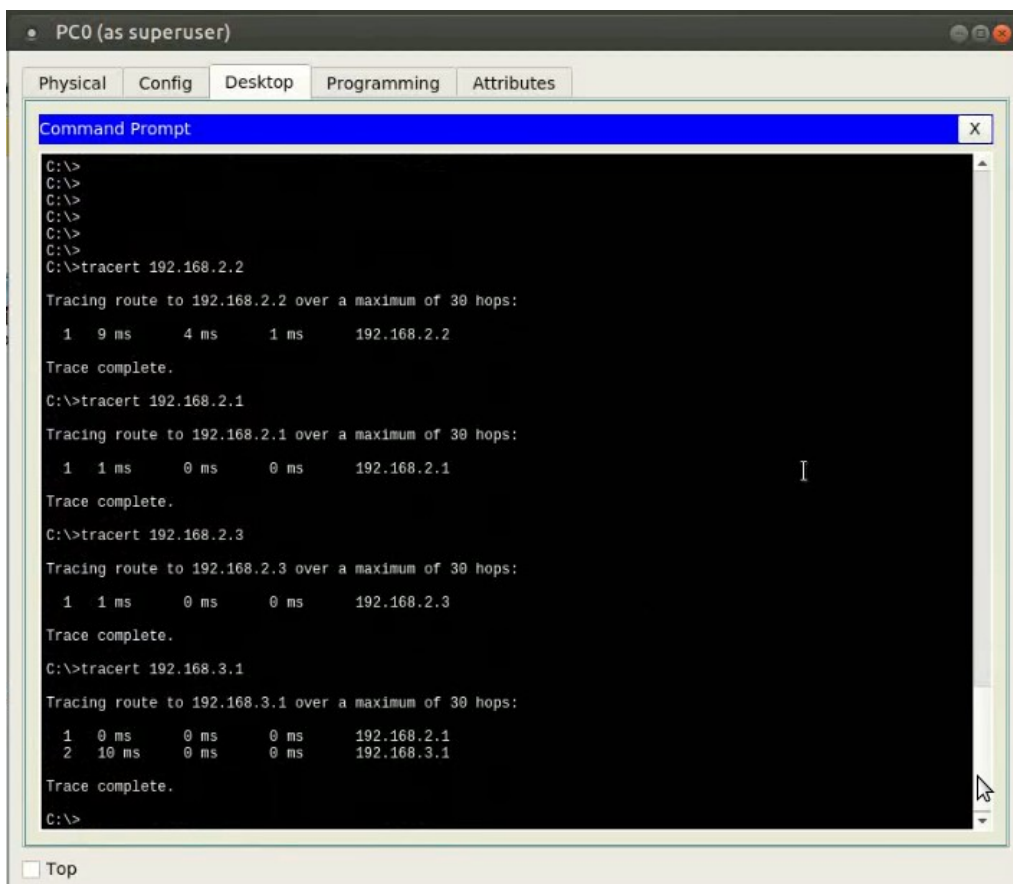 PC0 (as superuser)
Physical Config Desktop Programming Attributes
Command Prompt X
C:\>
C:\>
C:\>
C:\>
C:\>
C:\>
C:\>tracert 192.168.2.2
Tracing route to 192.168.2.2 over a maximum of 30 hops:
1 9 ms 4 ms 1 ms 192.168.2.2
Trace complete.
C:\>tracert 192.168.2.1
Tracing route to 192.168.2.1 over a maximum of 30 hops:
1 1 ms 0 ms 0 ms 192.168.2.1
Trace complete.
C:\>tracert 192.168.2.3
Tracing route to 192.168.2.3 over a maximum of 30 hops:
1 1 ms 0 ms 0 ms 192.168.2.3
Trace complete.
C:\>tracert 192.168.3.1
Tracing route to 192.168.3.1 over a maximum of 30 hops:
1 0 ms 0 ms 0 ms 192.168.2.1
2 10 ms 0 ms 0 ms 192.168.3.1
Trace complete.
C:\>
Top